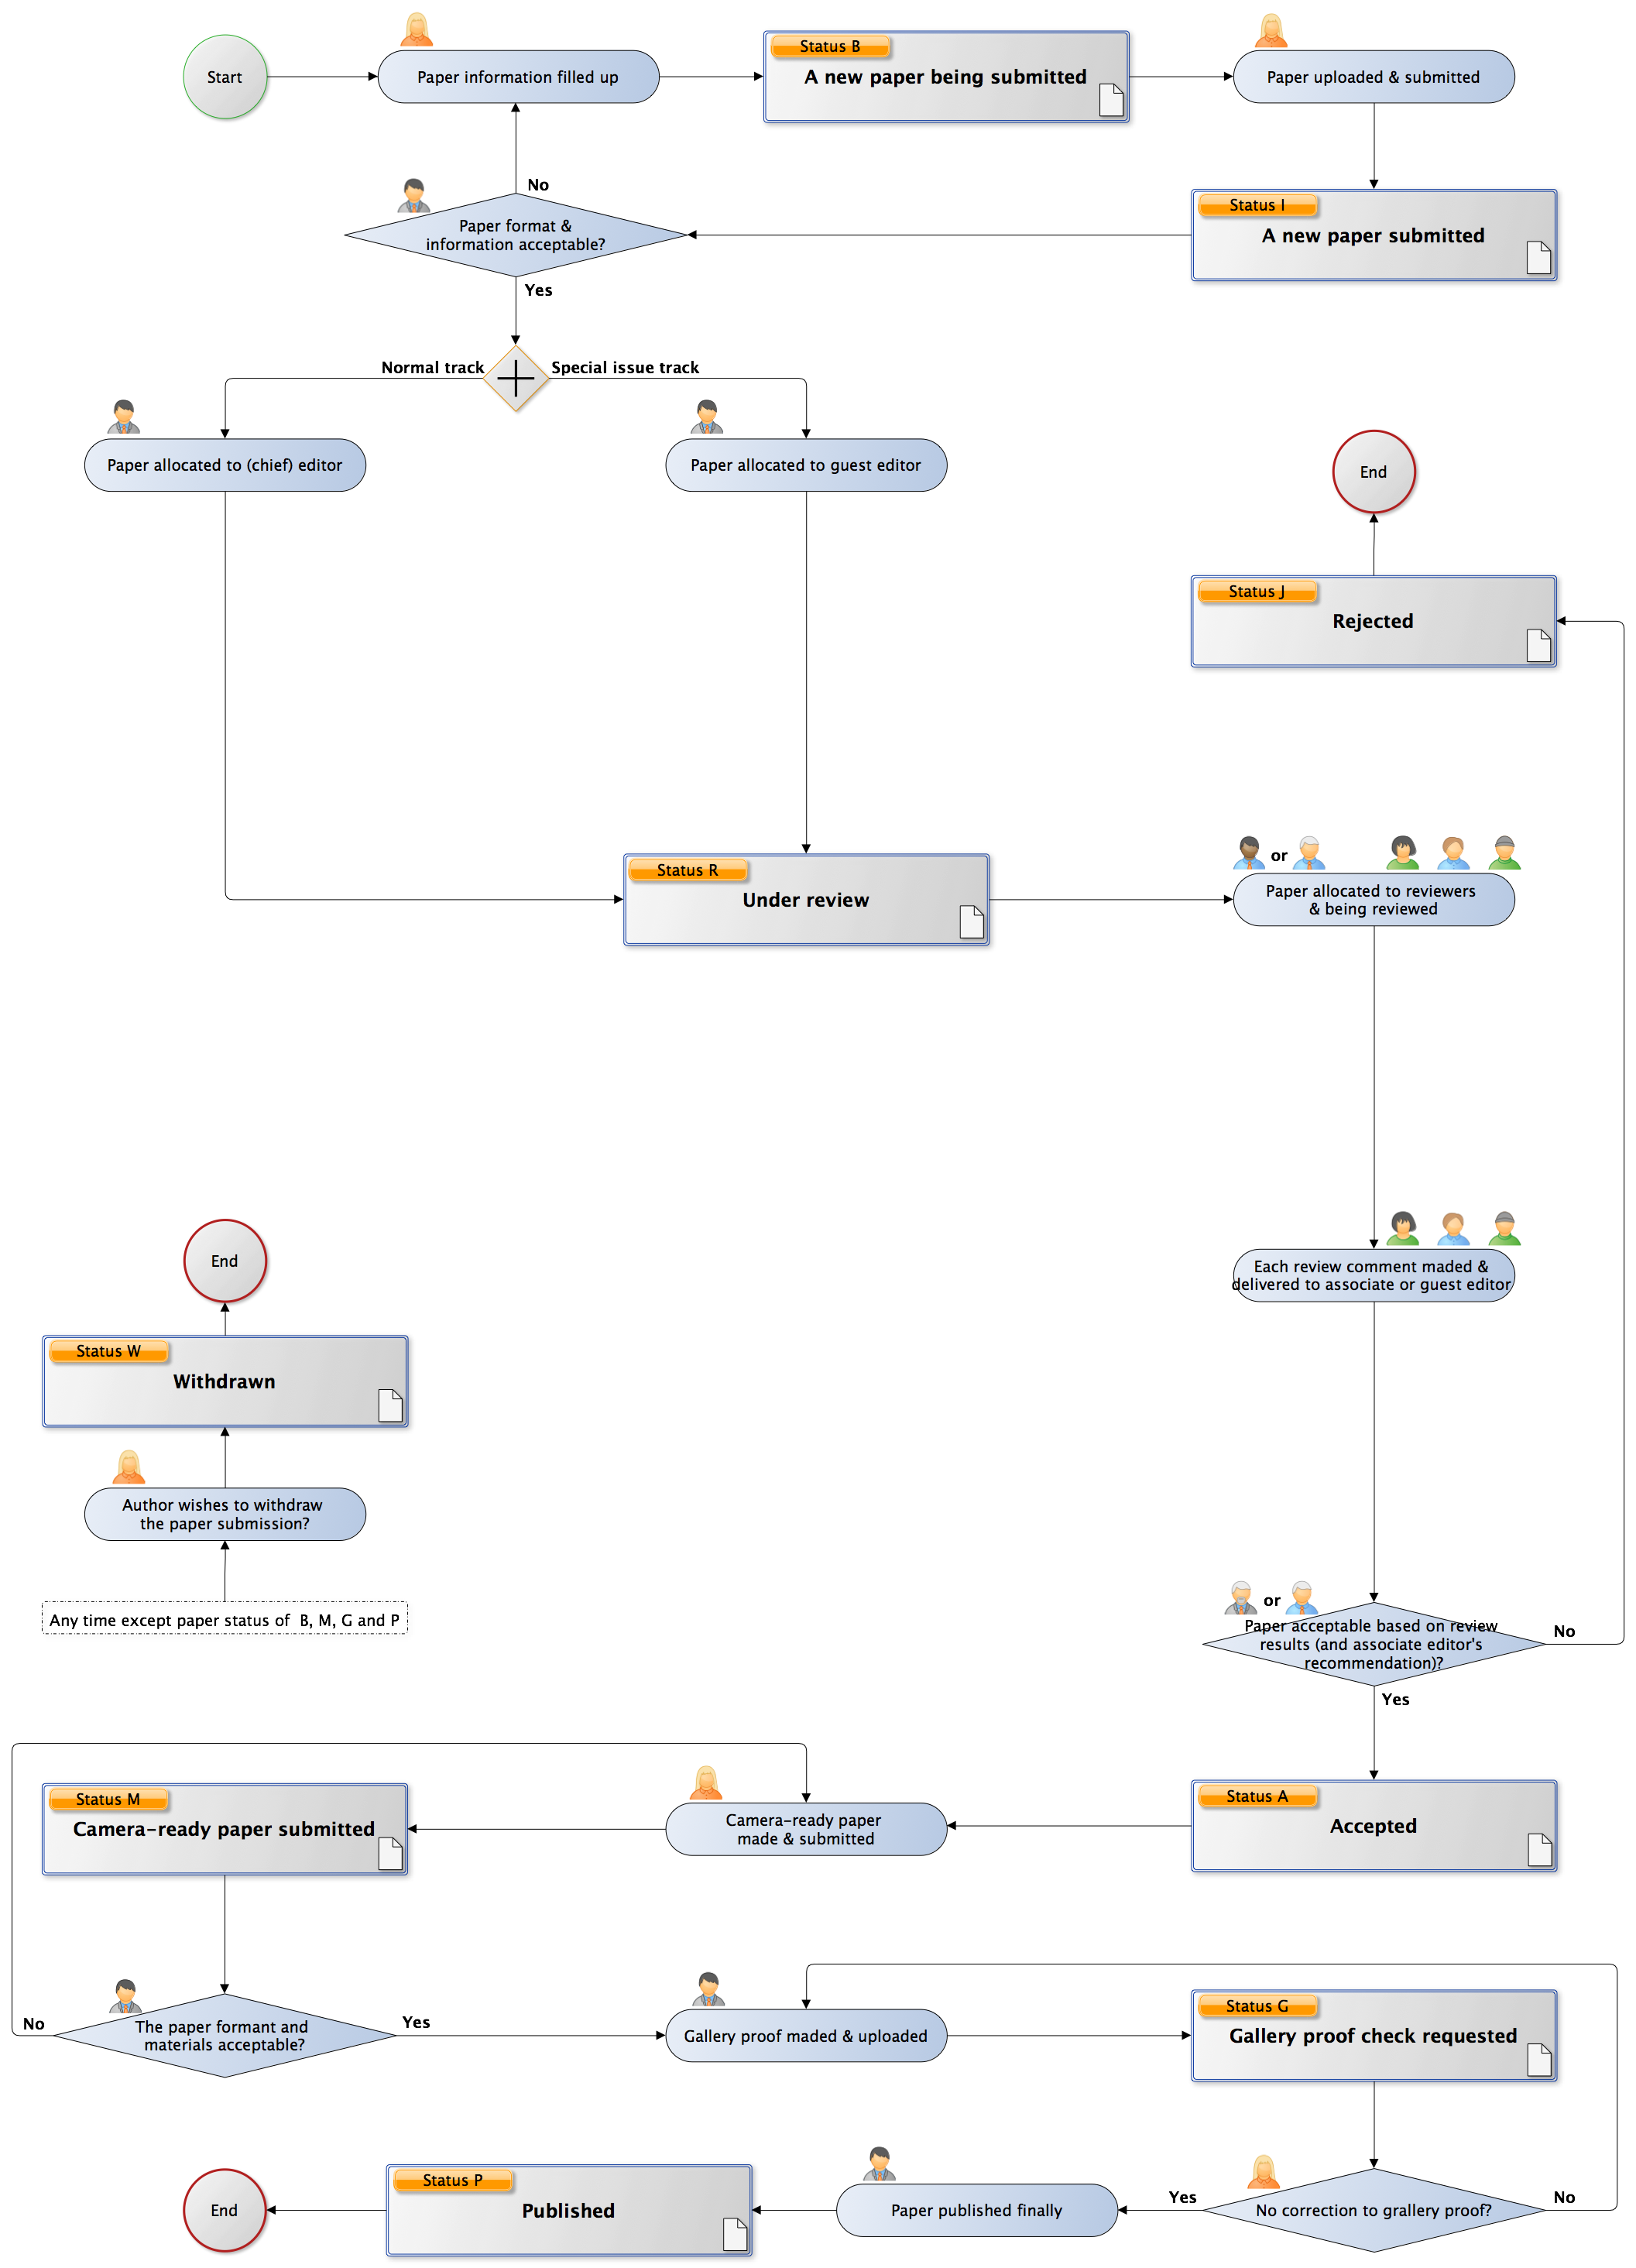 Start
Paper information filled up
Status B
A new paper being submitted
Paper uploaded & submitted
Status I
A new paper submitted
No
Paper format &
information acceptable?
Yes
Normal track
Special issue track
Paper allocated to (chief) editor
Paper allocated to guest editor
End
Status J
Rejected
Status R
Under review
or
Paper allocated to reviewers
& being reviewed
Each review comment maded &
delivered to associate or guest editor
End
Status W
Withdrawn
Author wishes to withdraw
the paper submission?
Any time except paper status of B, M, G and P
or
Paper acceptable based on review
results (and associate editor's
recommendation)?
No
Yes
Status A
Accepted
Camera-ready paper
made & submitted
Status M
Camera-ready paper submitted
No
The paper formant and
materials acceptable?
Yes
Gallery proof maded & uploaded
Status G
Gallery proof check requested
No correction to grallery proof?
No
Yes
Paper published finally
Status P
Published
End